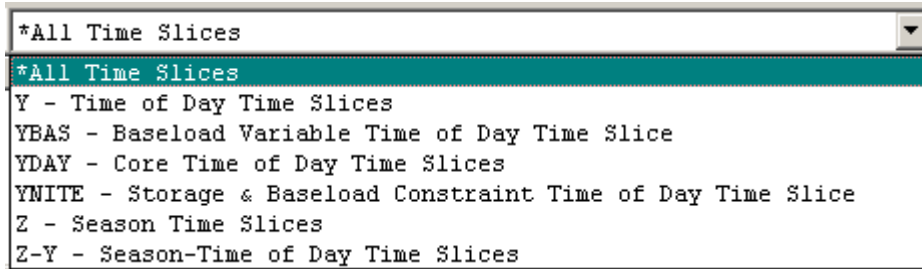 *All Time Slices
*All Time Slices
Y - Time of Day Time Slices
YBAS - Baseload Variable Time of Day Time Slice
YDAY - Core Time of Day Time Slices
YNITE - Storage & Baseload Constraint Time of Day Time Slice
Z - Season Time Slices
Z-Y - Season-Time of Day Time Slices